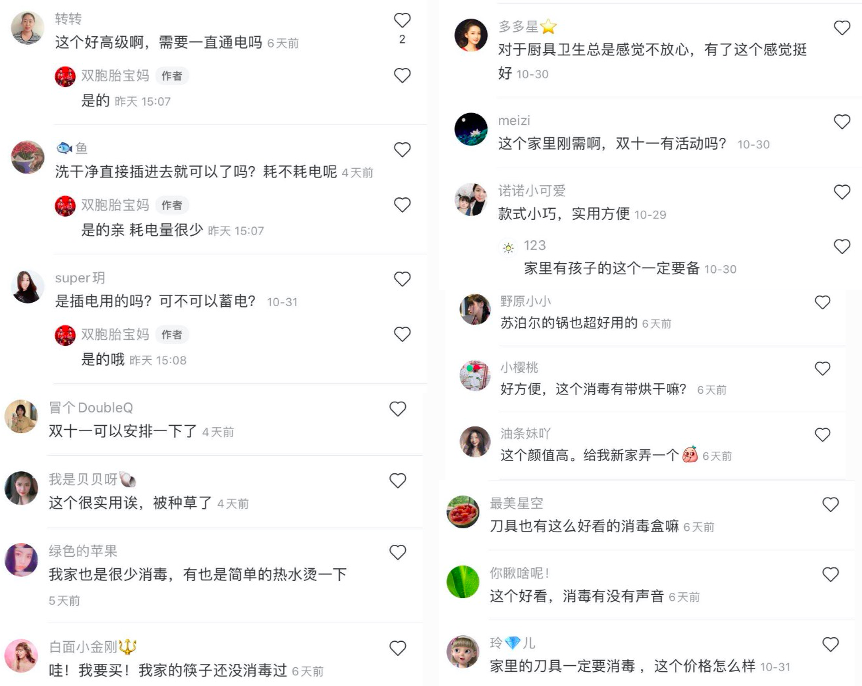 转转
这个好高级啊，需要一直通电吗 6天前
2
双胞胎宝妈 作者
是的 昨天 15:07
🐟鱼
洗干净直接插进去就可以了吗？耗不耗电呢 4天前
双胞胎宝妈 作者
是的亲 耗电量很少 昨天 15:07
super玥
是插电用的吗？可不可以蓄电？ 10-31
双胞胎宝妈 作者
是的哦 昨天 15:08
冒个DoubleQ
双十一可以安排一下了 4天前
我是贝贝呀🐚
这个很实用诶，被种草了 4天前
绿色的苹果
我家也是很少消毒，有也是简单的热水烫一下
5天前
白面小金刚🔱
哇！我要买！我家的筷子还没消毒过 6天前
多多星⭐
对于厨具卫生总是感觉不放心，有了这个感觉挺
好 10-30
meizi
这个家里刚需啊，双十一有活动吗？ 10-30
诺诺小可爱
款式小巧，实用方便 10-29
123
家里有孩子的这个一定要备 10-30
野原小小
苏泊尔的锅也超好用的 6天前
小樱桃
好方便，这个消毒有带烘干嘛？ 6天前
油条妹吖
这个颜值高。给我新家弄一个 6天前
最美星空
刀具也有这么好看的消毒盒嘛 6天前
你瞅啥呢！
这个好看，消毒有没有声音 6天前
玲💎儿
家里的刀具一定要消毒 ，这个价格怎么样 10-31